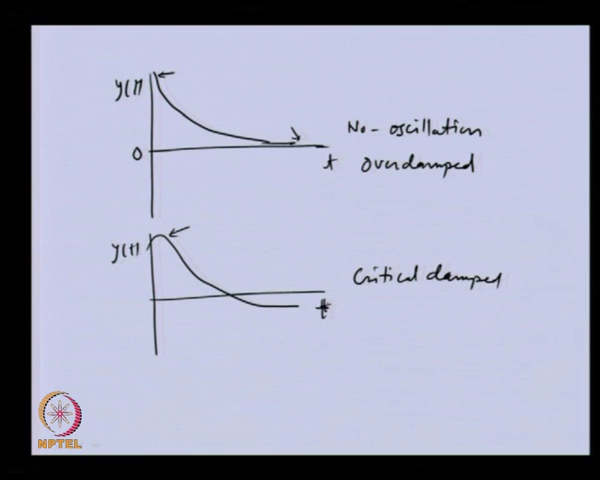 y(t)
No-oscillation
0
t
Overdamped
y(t)
Critical damped
t
NPTEL